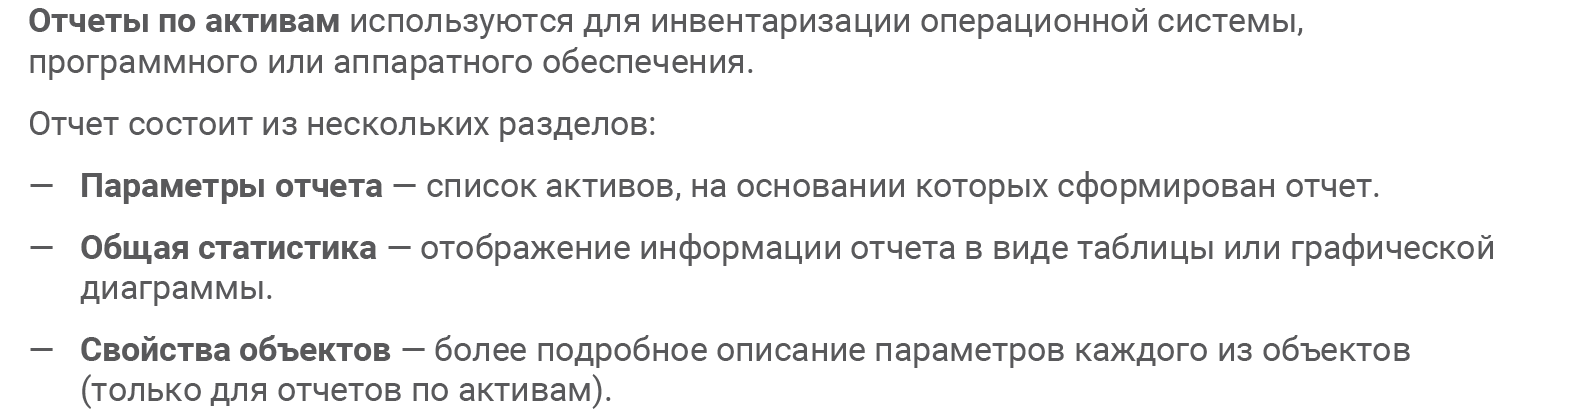 Отчеты по активам используются для инвентаризации операционной системы,
программного или аппаратного обеспечения.
Отчет состоит из нескольких разделов:
— Параметры отчета — список активов, на основании которых сформирован отчет.
— Общая статистика — отображение информации отчета в виде таблицы или графической
диаграммы.
— Свойства объектов — более подробное описание параметров каждого из объектов
(только для отчетов по активам).